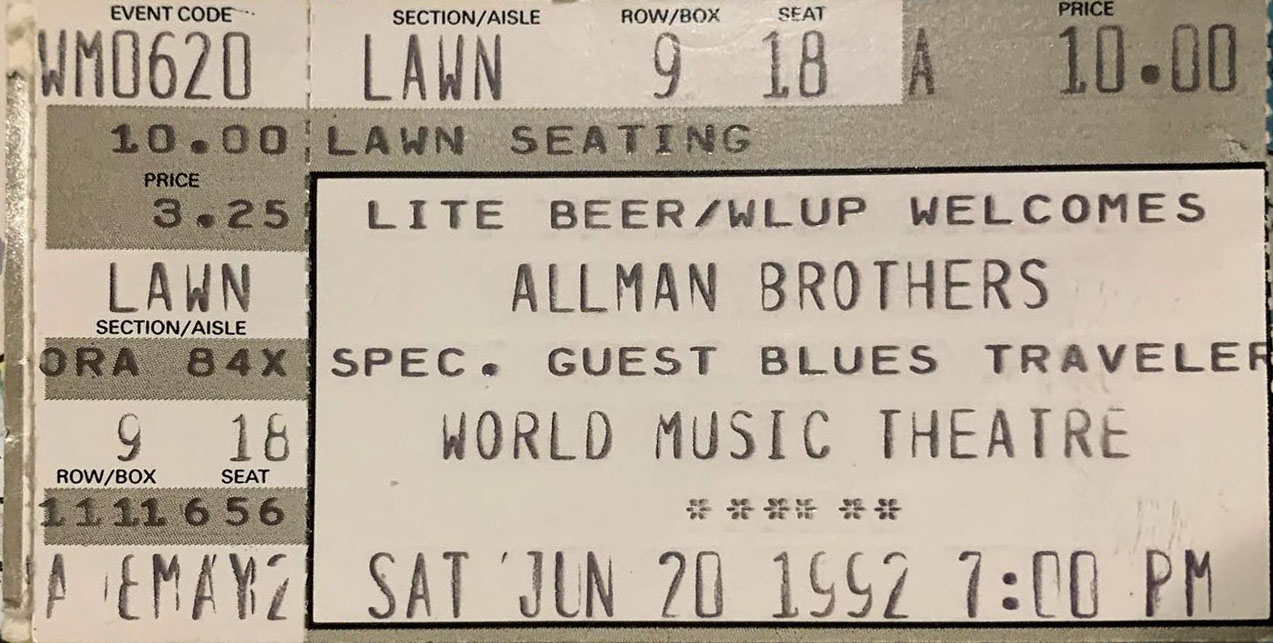 EVENT CODE
WM0620
10.00
PRICE
3.25
LAWN
SECTION/AISLE
ORA 84X
9 18
ROW/BOX SEAT
1111656
SECTION/AISLE ROW/BOX SEAT PRICE
LAWN 9 18 A 10.00
LAWN SEATING
LITE BEER/WLUP WELCOMES
ALLMAN BROTHERS
SPEC. GUEST BLUES TRAVELER
WORLD MUSIC THEATRE
******
SAT JUN 20 1992 7:00 PM